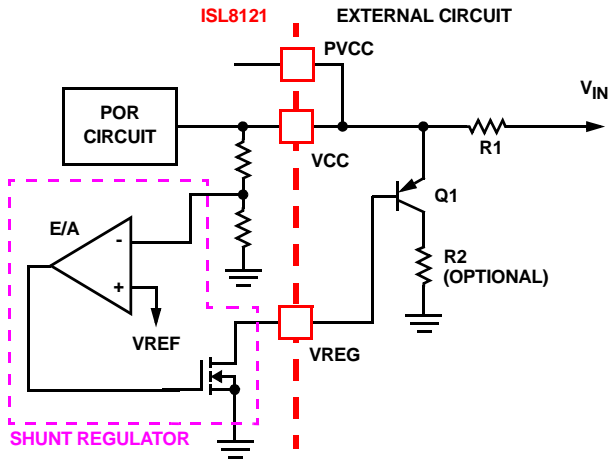 ISL8121
EXTERNAL CIRCUIT
PVCC
VIN
POR
CIRCUIT
VCC
R1
Q1
E/A
-
+
R2
(OPTIONAL)
VREF
VREG
SHUNT REGULATOR